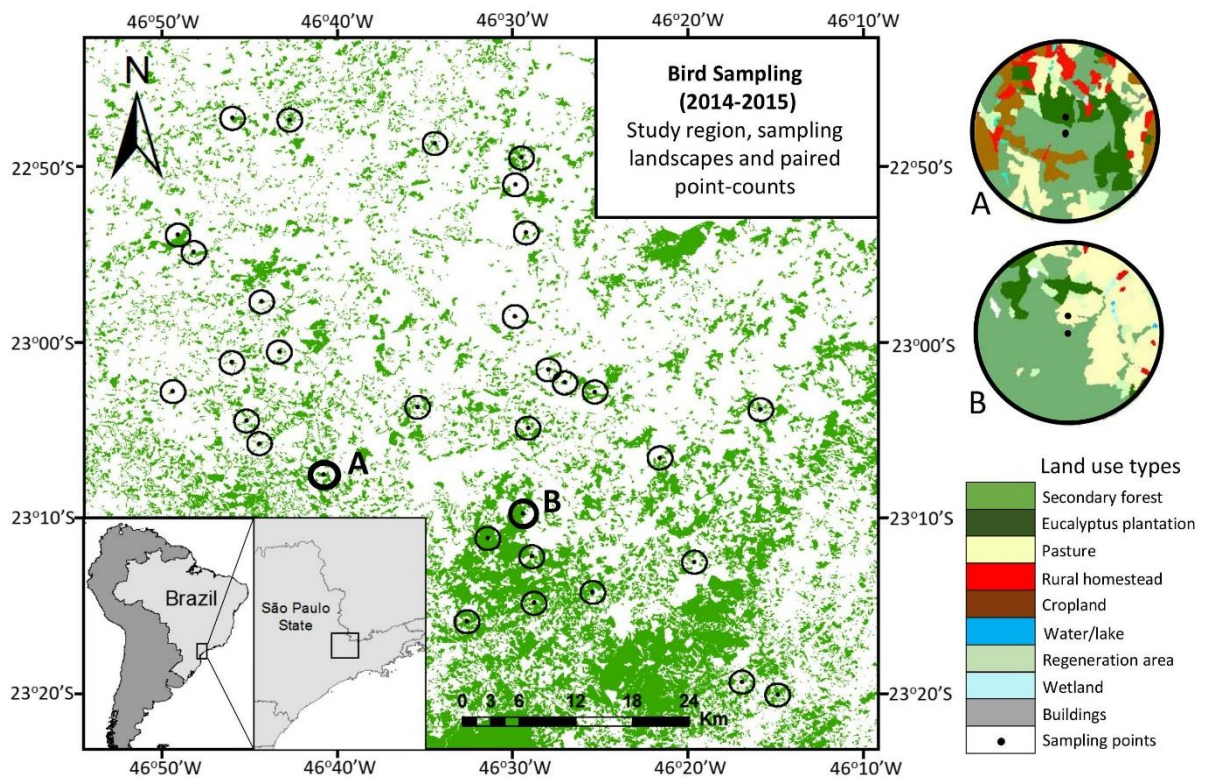 46°50'W 46°40'W 46°30'W 46°20'W 46°10'W
N
Bird Sampling
(2014-2015)
Study region, sampling
landscapes and paired
point-counts
22°50'S
22°50'S
23°00'S
23°00'S
23°10'S
23°10'S
23°20'S
23°20'S
A
B
Brazil
São Paulo
State
0 3 6 12 18 24
Km
46°50'W 46°40'W 46°30'W 46°20'W 46°10'W
A
B
Land use types
Secondary forest
Eucalyptus plantation
Pasture
Rural homestead
Cropland
Water/lake
Regeneration area
Wetland
Buildings
Sampling points